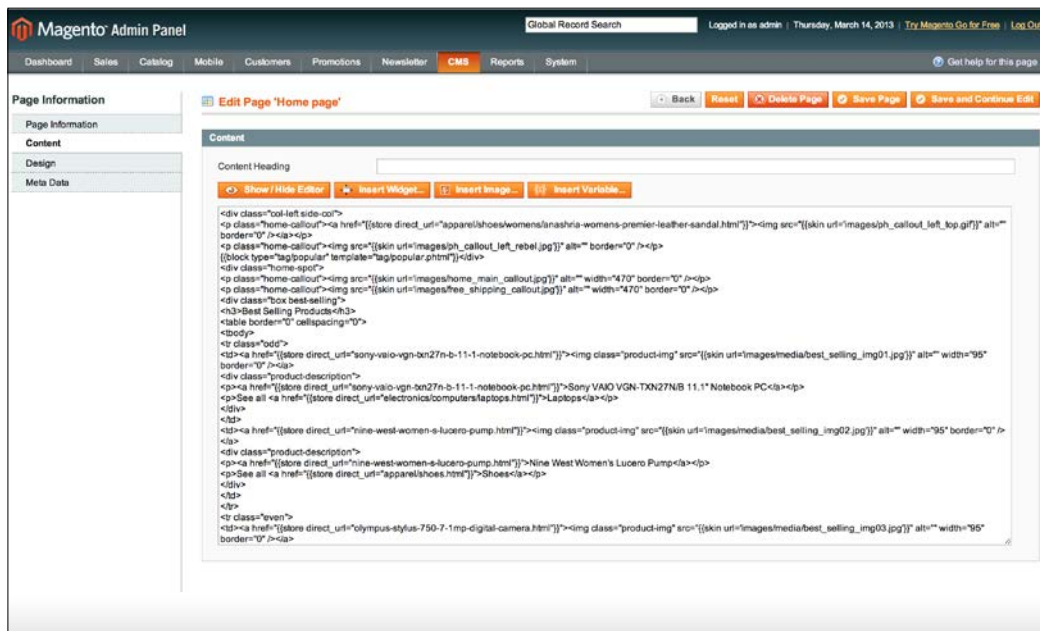 Magento Admin Panel
Global Record Search
Logged in as admin | Thursday, March 14, 2013 | Try Magento Go for Free | Log Out
Dashboard Sales Catalog Mobile Customers Promotions Newsletter CMS Reports System Get help for this page
Page Information
Page Information
Content
Design
Meta Data
Edit Page 'Home page'
Back Reset Delete Page Save Page Save and Continue Edit
Content
Content Heading
Show / Hide Editor Insert Widget... Insert Image... Insert Variable...
<div class="col-left side-col">
<p class="home-callout"><a href="{{store direct_url="apparel/shoes/womens/anashria-womens-premier-leather-sandal.html"}}"><img src="{{skin url='images/ph_callout_left_top.gif'}}" alt=""
border="0" /></a></p>
<p class="home-callout"><img src="{{skin url='images/ph_callout_left_rebel.jpg'}}" alt="" border="0" /></p>
{{block type="tag/popular" template="tag/popular.phtml"}}</div>
<div class="home-spot">
<p class="home-callout"><img src="{{skin url='images/home_main_callout.jpg'}}" alt="" width="470" border="0" /></p>
<p class="home-callout"><img src="{{skin url='images/free_shipping_callout.jpg'}}" alt="" width="470" border="0" /></p>
<div class="box best-selling">
<h3>Best Selling Products</h3>
<table border="0" cellspacing="0">
<tbody>
<tr class="odd">
<td><a href="{{store direct_url="sony-vaio-vgn-txn27n-b-11-1-notebook-pc.html"}}"><img class="product-img" src="{{skin url='images/media/best_selling_img01.jpg'}}" alt="" width="95"
border="0" /></a>
<div class="product-description">
<p><a href="{{store direct_url="sony-vaio-vgn-txn27n-b-11-1-notebook-pc.html"}}">Sony VAIO VGN-TXN27N/B 11.1" Notebook PC</a></p>
<p>See all <a href="{{store direct_url="electronics/computers/laptops.html"}}">Laptops</a></p>
</div>
</td>
<td><a href="{{store direct_url="nine-west-women-s-lucero-pump.html"}}"><img class="product-img" src="{{skin url='images/media/best_selling_img02.jpg'}}" alt="" width="95" border="0" />
</a>
<div class="product-description">
<p><a href="{{store direct_url="nine-west-women-s-lucero-pump.html"}}">Nine West Women's Lucero Pump</a></p>
<p>See all <a href="{{store direct_url="apparel/shoes.html"}}">Shoes</a></p>
</div>
</td>
</tr>
<tr class="even">
<td><a href="{{store direct_url="olympus-stylus-750-7-1mp-digital-camera.html"}}"><img class="product-img" src="{{skin url='images/media/best_selling_img03.jpg'}}" alt="" width="95"
border="0" /></a>